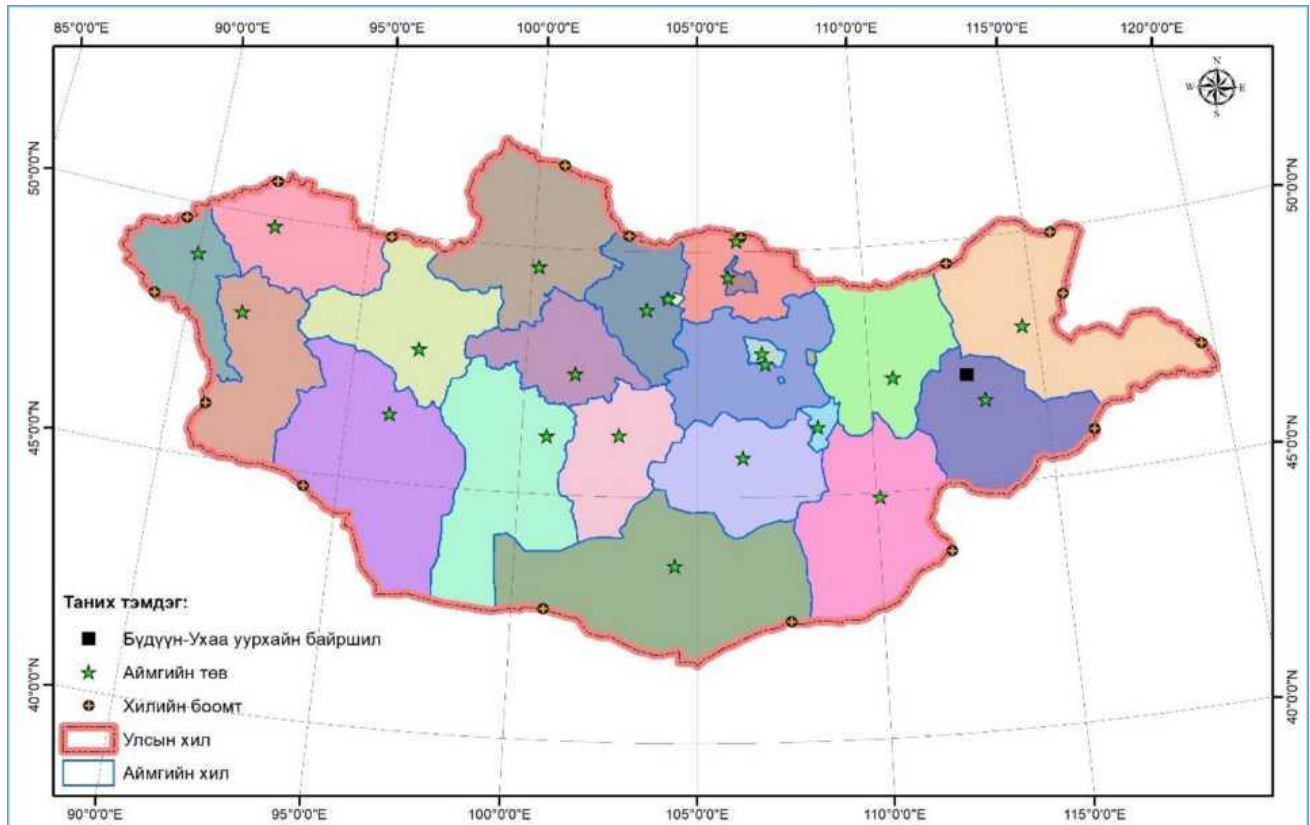 85°0'0"E 90°0'0"E 95°0'0"E 100°0'0"E 105°0'0"E 110°0'0"E 115°0'0"E 120°0'0"E
N
W E
S
50°0'0"N 50°0'0"N
45°0'0"N 45°0'0"N
40°0'0"N 40°0'0"N
Таних тэмдэг:
Бүдүүн-Ухаа уурхайн байршил
Аймгийн төв
Хилийн боомт
Улсын хил
Аймгийн хил
90°0'0"E 95°0'0"E 100°0'0"E 105°0'0"E 110°0'0"E 115°0'0"E